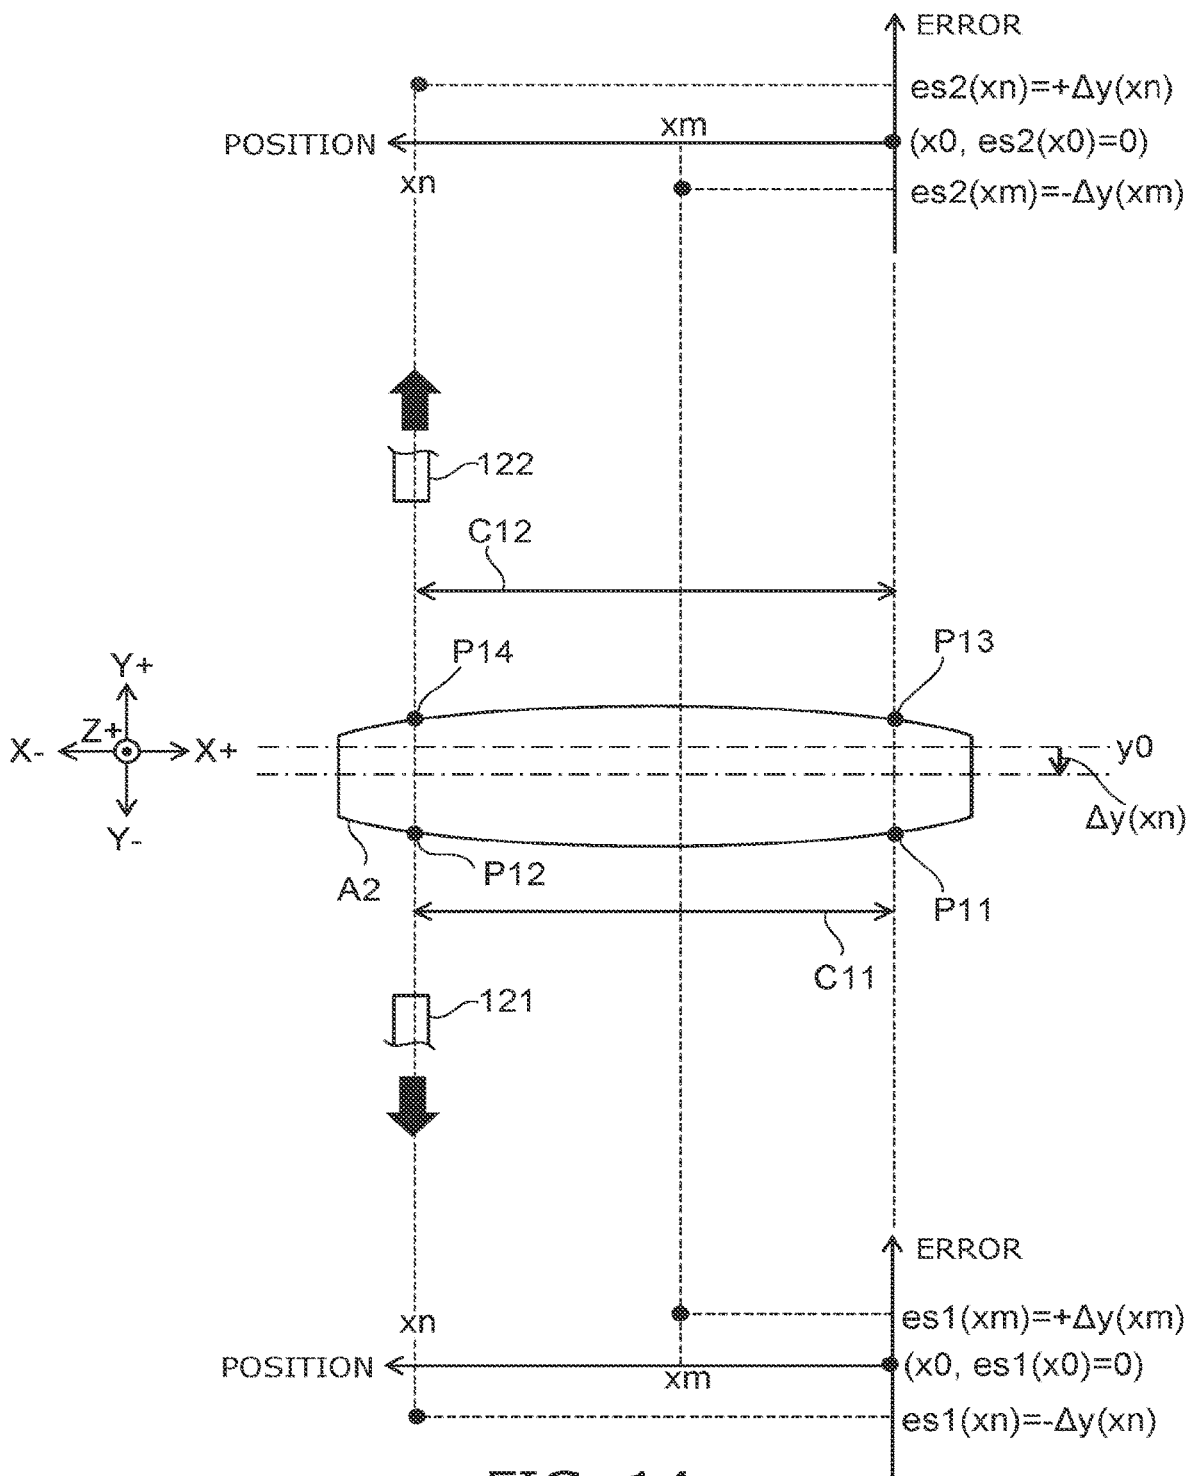 ERROR
es2(xn)=+Δy(xn)
xm
POSITION
(x0, es2(x0)=0)
xn
es2(xm)=-Δy(xm)
122
C12
P14
P13
Y+
Z+
X-
X+
y0
Y-
Δy(xn)
A2
P12
P11
C11
121
ERROR
xn
es1(xm)=+Δy(xm)
POSITION
xm
(x0, es1(x0)=0)
es1(xn)=-Δy(xn)